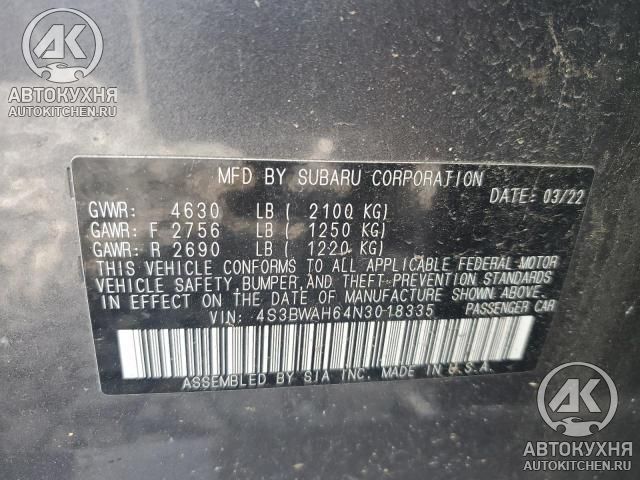 AK
АВТОКУХНЯ
AUTOKITCHEN.RU
MFD BY SUBARU CORPORATION
DATE: 03/22
GVWR: 4630 LB ( 2100 KG)
GAWR: F 2756 LB ( 1250 KG)
GAWR: R 2690 LB ( 1220 KG)
THIS VEHICLE CONFORMS TO ALL APPLICABLE FEDERAL MOTOR
VEHICLE SAFETY, BUMPER, AND THEFT PREVENTION STANDARDS
IN EFFECT ON THE DATE OF MANUFACTURE SHOWN ABOVE.
VIN: 4S3BWAH64N3018335 PASSENGER CAR
ASSEMBLED BY SIA INC. MADE IN U.S.A.
AK
АВТОКУХНЯ
AUTOKITCHEN.RU